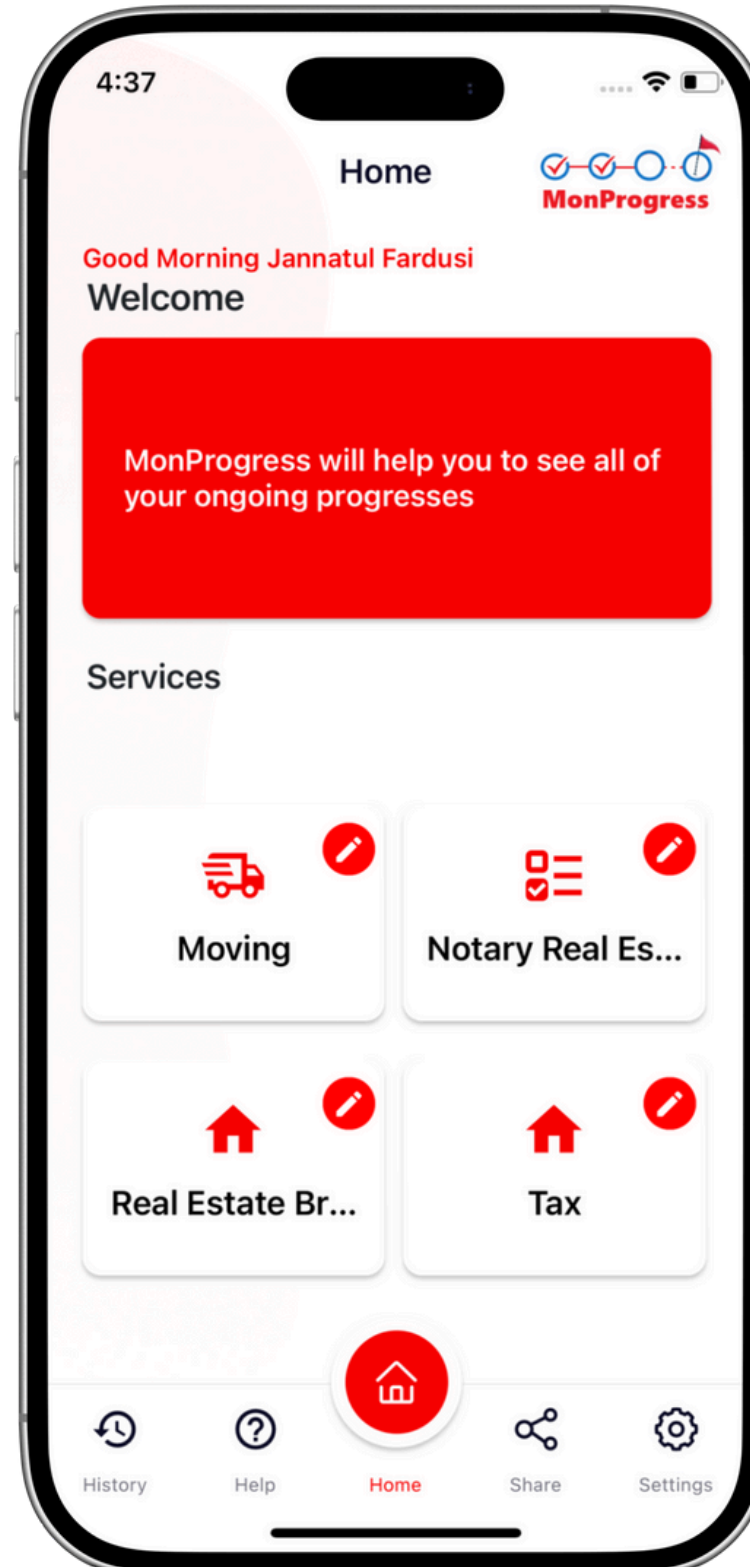 4:37
Home
MonProgress
Good Morning Jannatul Fardusi
Welcome
MonProgress will help you to see all of
your ongoing progresses
Services
Moving
Notary Real Es...
Real Estate Br...
Tax
History
Help
Home
Share
Settings